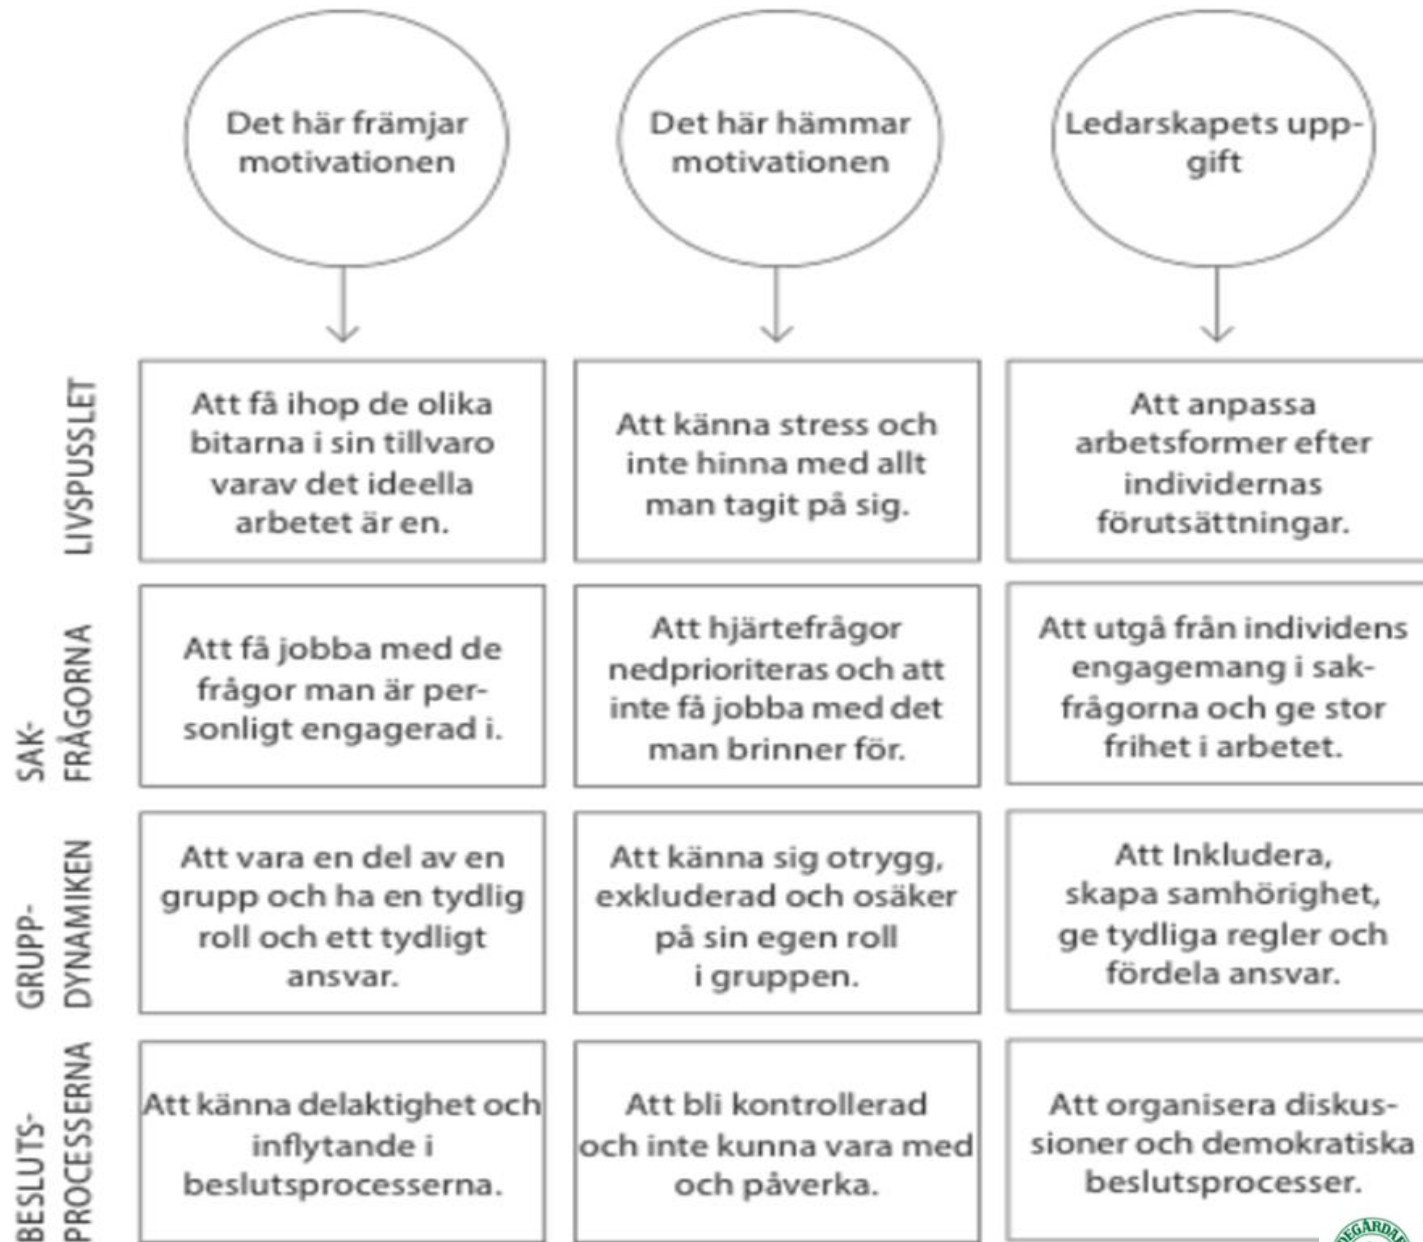 Det här främjar
motivationen
Det här hämmar
motivationen
Ledarskapets upp-
gift
LIVSPUSSLET
Att få ihop de olika
bitarna i sin tillvaro
varav det ideella
arbetet är en.
Att känna stress och
inte hinna med allt
man tagit på sig.
Att anpassa
arbetsformer efter
individernas
förutsättningar.
SAK-
FRÅGORNA
Att få jobba med de
frågor man är per-
sonligt engagerad i.
Att hjärtefrågor
nedprioriteras och att
inte få jobba med det
man brinner för.
Att utgå från individens
engagemang i sak-
frågorna och ge stor
frihet i arbetet.
GRUPP-
DYNAMIKEN
Att vara en del av en
grupp och ha en tydlig
roll och ett tydligt
ansvar.
Att känna sig otrygg,
exkluderad och osäker
på sin egen roll
i gruppen.
Att Inkludera,
skapa samhörighet,
ge tydliga regler och
fördela ansvar.
BESLUTS-
PROCESSERNA
Att känna delaktighet och
inflytande i
beslutsprocesserna.
Att bli kontrollerad
och inte kunna vara med
och påverka.
Att organisera diskus-
sioner och demokratiska
beslutsprocesser.